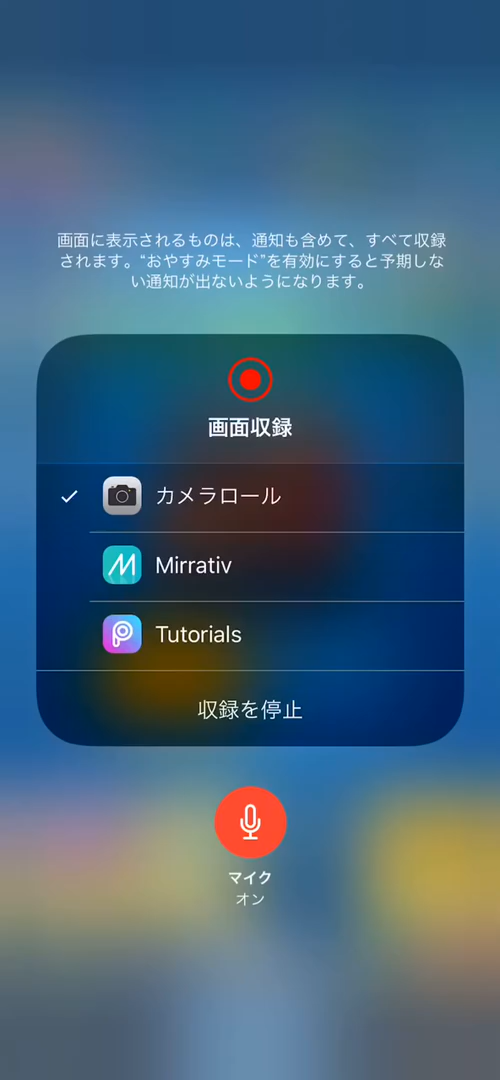 画面に表示されるものは、通知も含めて、すべて収録
されます。“おやすみモード”を有効にすると予期しな
い通知が出ないようになります。
画面収録
カメラロール
Mirrativ
Tutorials
収録を停止
マイク
オン